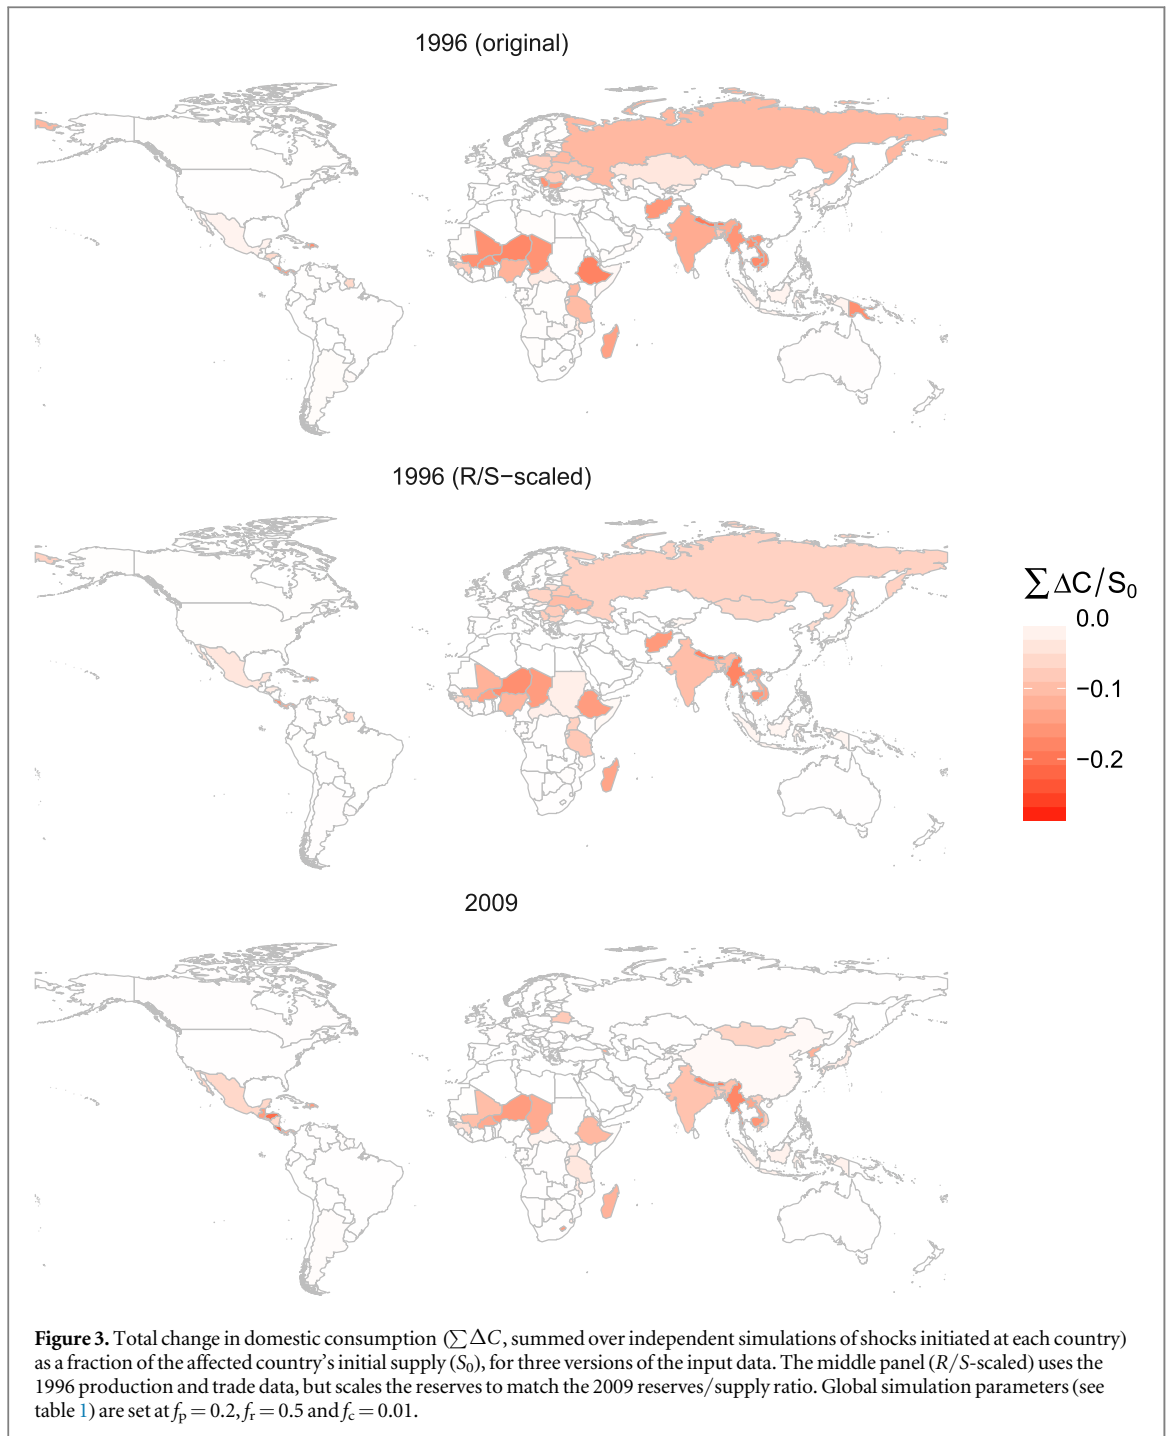 1996 (original)
1996 (R/S−scaled)
∑ ΔC/S₀
0.0
−0.1
−0.2
2009
Figure 3. Total change in domestic consumption (∑ΔC, summed over independent simulations of shocks initiated at each country)
as a fraction of the affected country's initial supply (S₀), for three versions of the input data. The middle panel (R/S-scaled) uses the
1996 production and trade data, but scales the reserves to match the 2009 reserves/supply ratio. Global simulation parameters (see
table 1) are set at fₚ = 0.2, fᵣ = 0.5 and f_c = 0.01.